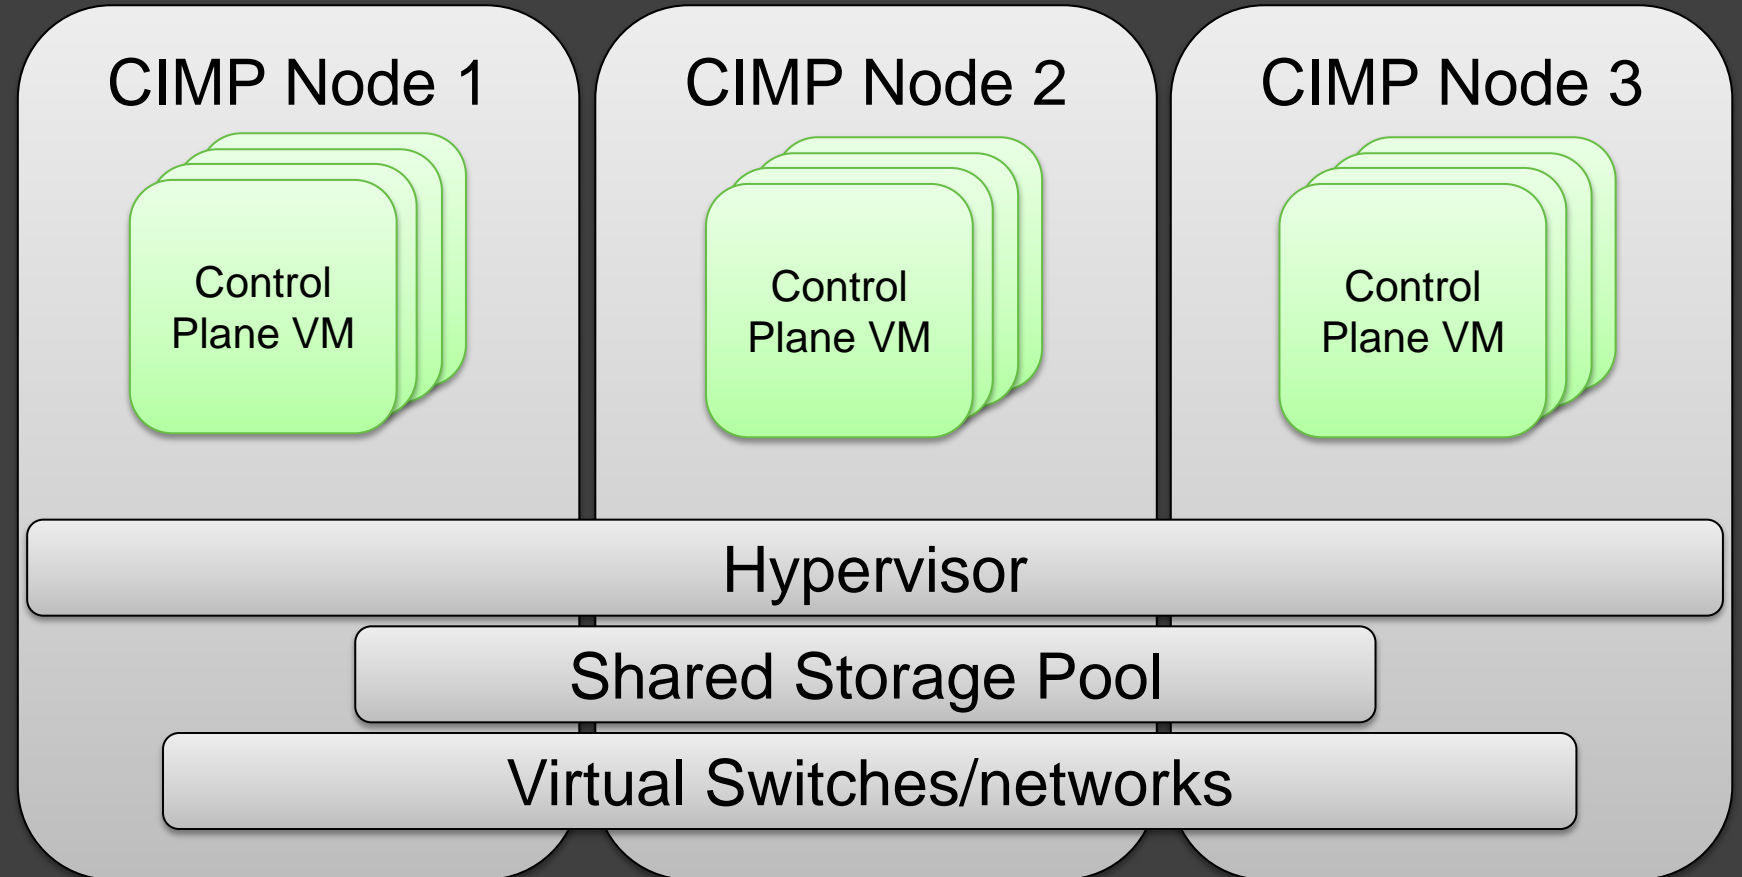 CIMP Node 1
CIMP Node 2
CIMP Node 3
Control
Plane VM
Control
Plane VM
Control
Plane VM
Hypervisor
Shared Storage Pool
Virtual Switches/networks